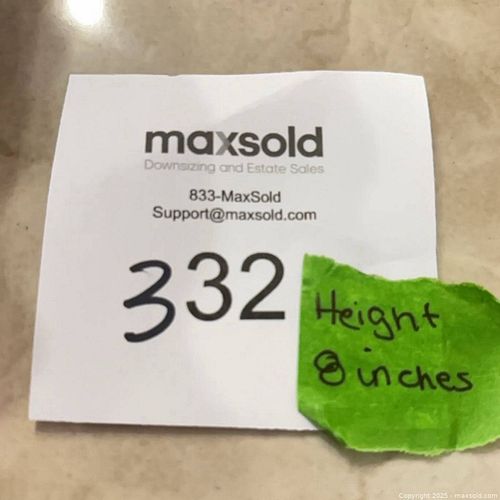 maxsold
Downsizing and Estate Sales
833-MaxSold
Support@maxsold.com
332
Height
8 inches
Copyright 2025 - maxsold.com